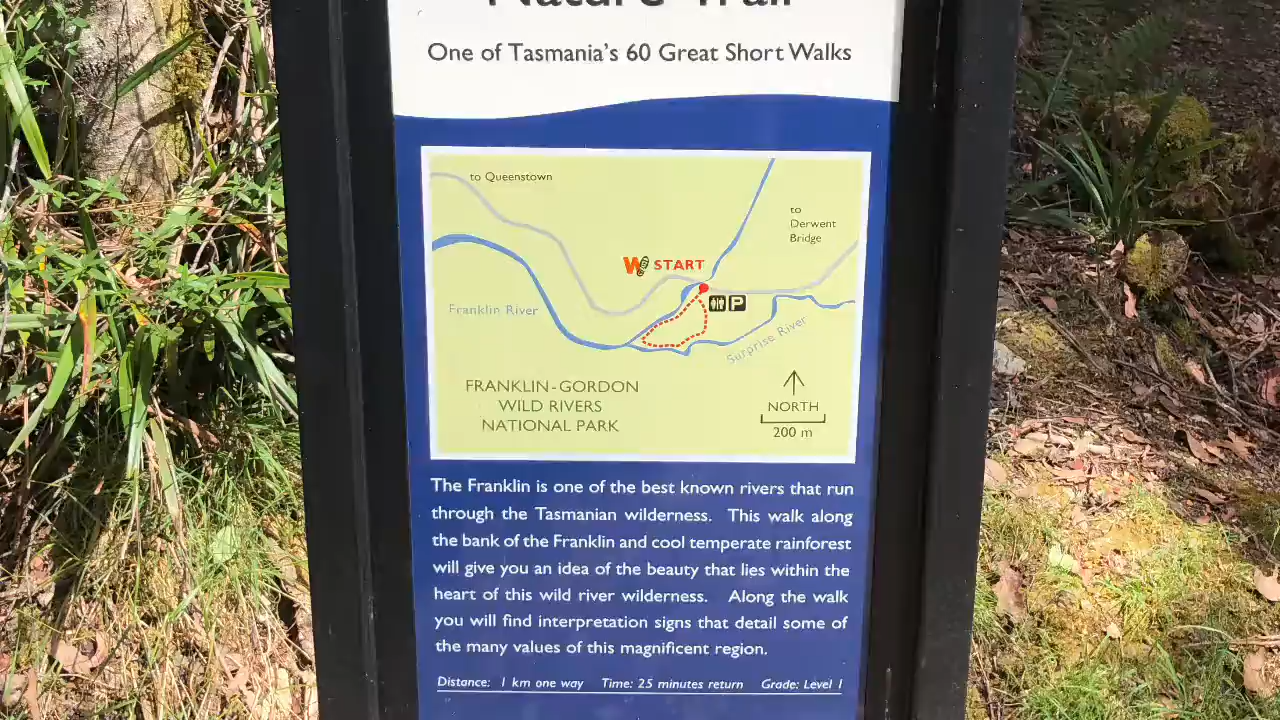 Nature Trail
One of Tasmania's 60 Great Short Walks
to Queenstown
to
Derwent
Bridge
W START
P
Franklin River
Surprise River
FRANKLIN-GORDON
WILD RIVERS
NATIONAL PARK
NORTH
200 m
The Franklin is one of the best known rivers that run
through the Tasmanian wilderness. This walk along
the bank of the Franklin and cool temperate rainforest
will give you an idea of the beauty that lies within the
heart of this wild river wilderness. Along the walk
you will find interpretation signs that detail some of
the many values of this magnificent region.
Distance: 1 km one way Time: 25 minutes return Grade: Level 1